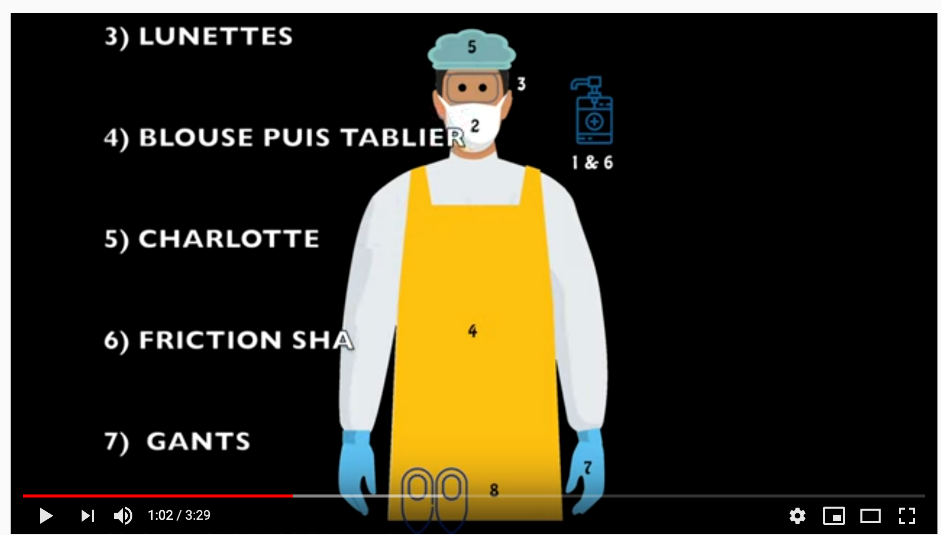 3) LUNETTES
4) BLOUSE PUIS TABLIER
5) CHARLOTTE
6) FRICTION SHA
7) GANTS
5
3
2
1 & 6
4
7
8
1:02 / 3:29